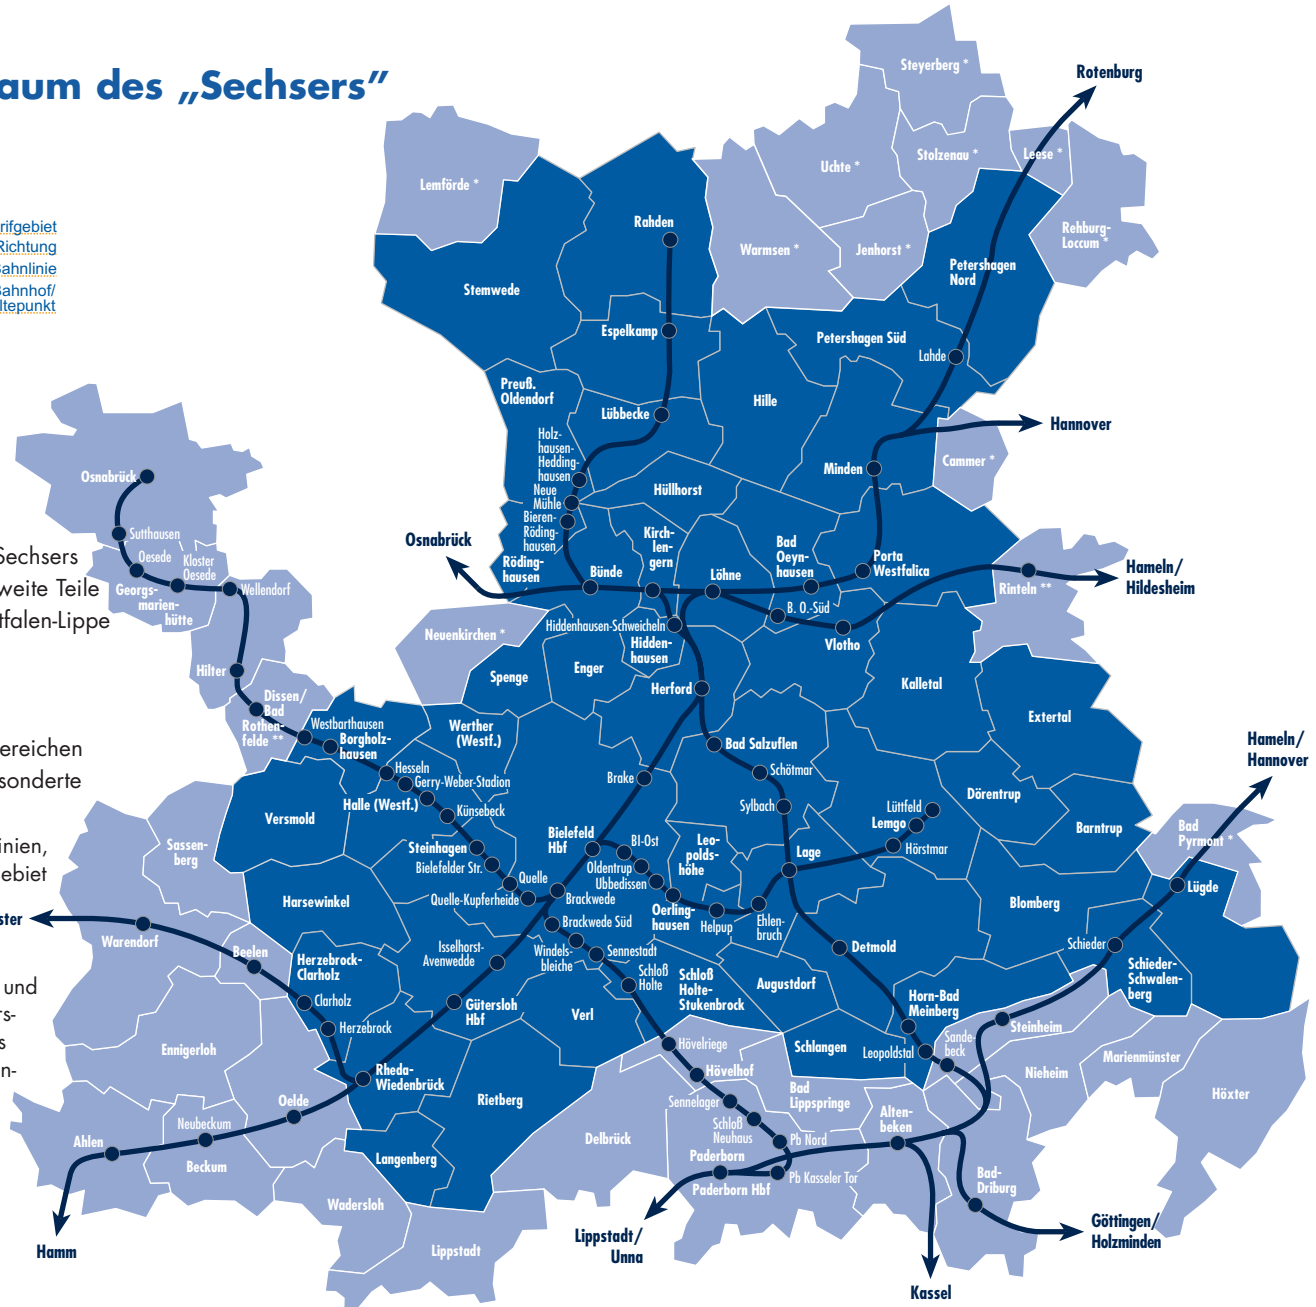 aum des „Sechsers”
rifgebiet
Richtung
Bahnlinie
Bahnhof/
ltepunkt
Sechsers
weite Teile
tfalen-Lippe
ereichen
sonderte
inien,
ebiet
ster
und
rs-
s
n-
Steyerberg *
Rotenburg
Uchte *
Stolzenau *
Leese *
Lemförde *
Rehburg-
Loccum *
Rahden
Warmsen *
Jenhorst *
Petershagen
Nord
Stemwede
Espelkamp
Petershagen Süd
Lahde
Preuß.
Oldendorf
Hille
Lübbecke
Hannover
Holz-
hausen-
Hedding-
hausen
Neue
Mühle
Bieren-
Röding-
hausen
Röding-
hausen
Minden
Cammer *
Hüllhorst
Osnabrück
Sutthausen
Oesede
Kloster
Oesede
Georgs-
marien-
hütte
Wellendorf
Osnabrück
Kirch-
len-
gern
Bad
Oeyn-
hausen
Porta
Westfalica
Bünde
Löhne
Hameln/
Hildesheim
Rinteln **
B. O.-Süd
Vlotho
Neuenkirchen *
Hiddenhausen-Schweicheln
Hidden-
hausen
Enger
Spenge
Herford
Kalletal
Extertal
Hilter
Dissen/
Bad
Rothen-
felde **
Westbarthausen
Borgholz-
hausen
Werther
(Westf.)
Bad Salzuflen
Hameln/
Hannover
Hesseln
Gerry-Weber-Stadion
Halle (Westf.)
Künsebeck
Brake
Schötmar
Sylbach
Dörentrup
Lüttfeld
Lemgo
Hörstmar
Barntrup
Bad
Pyrmont *
Versmold
Sassen-
berg
Steinhagen
Bielefelder Str.
Bielefeld
Hbf
BI-Ost
Oldentrup
Ubbedissen
Leo-
polds-
höhe
Lage
Quelle
Quelle-Kupferheide
Brackwede
Lügde
Harsewinkel
Brackwede Süd
Oerling-
hausen
Helpup
Ehlen-
bruch
Blomberg
Warendorf
Beelen
Isselhorst-
Avenwedde
Windels-
bleiche
Sennestadt
Detmold
Schieder
Herzebrock-
Clarholz
Schloß
Holte
Schloß
Holte-
Stukenbrock
Augustdorf
Schieder-
Schwalen-
berg
Clarholz
Gütersloh
Hbf
Verl
Horn-Bad
Meinberg
Herzebrock
Steinheim
Ennigerloh
Hövelriege
Schlangen
Leopoldstal
Sande-
beck
Marienmünster
Rheda-
Wiedenbrück
Hövelhof
Nieheim
Höxter
Oelde
Rietberg
Bad
Lippspringe
Sennelager
Alten-
beken
Neubeckum
Schloß
Neuhaus
Ahlen
Delbrück
Pb Nord
Beckum
Langenberg
Paderborn
Pb Kasseler Tor
Paderborn Hbf
Bad-
Driburg
Wadersloh
Lippstadt/
Unna
Göttingen/
Holzminden
Hamm
Lippstadt
Kassel